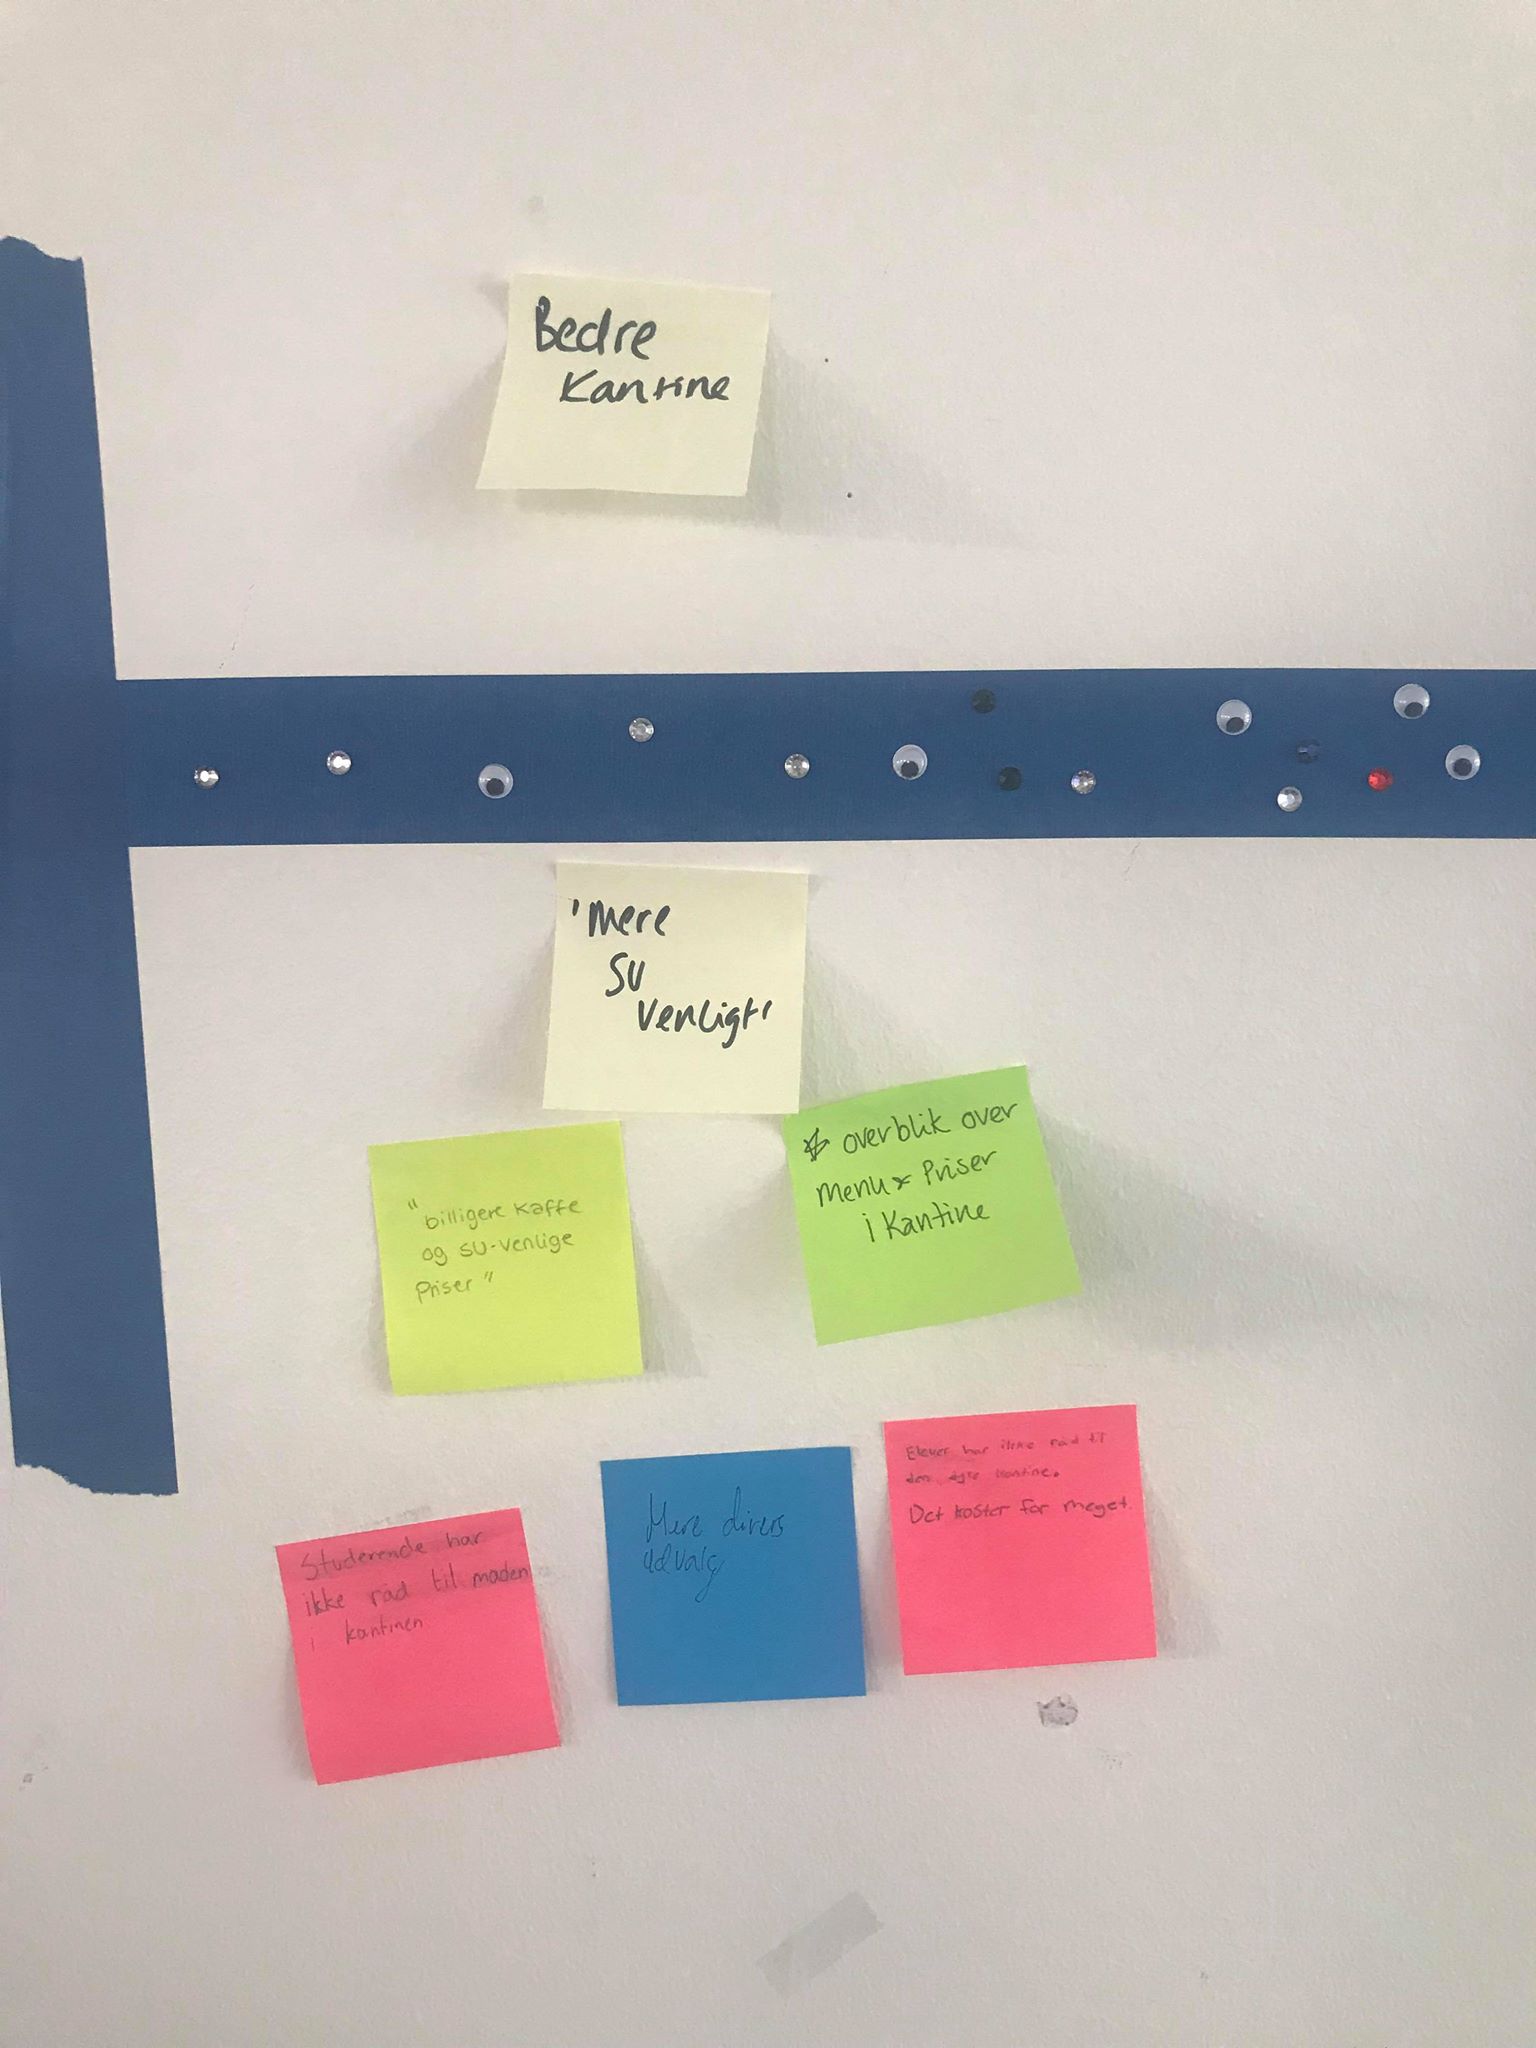 Bedre
Kantine
'Mere
SU
Venligt'
"billigere kaffe
og SU-venlige
Priser"
overblik over
menu & Priser
i Kantine
Elever har ikke råd til
den dyre kantine.
Det koster for meget.
Mere divers
udvalg
Studerende har
ikke råd til maden
i kantinen